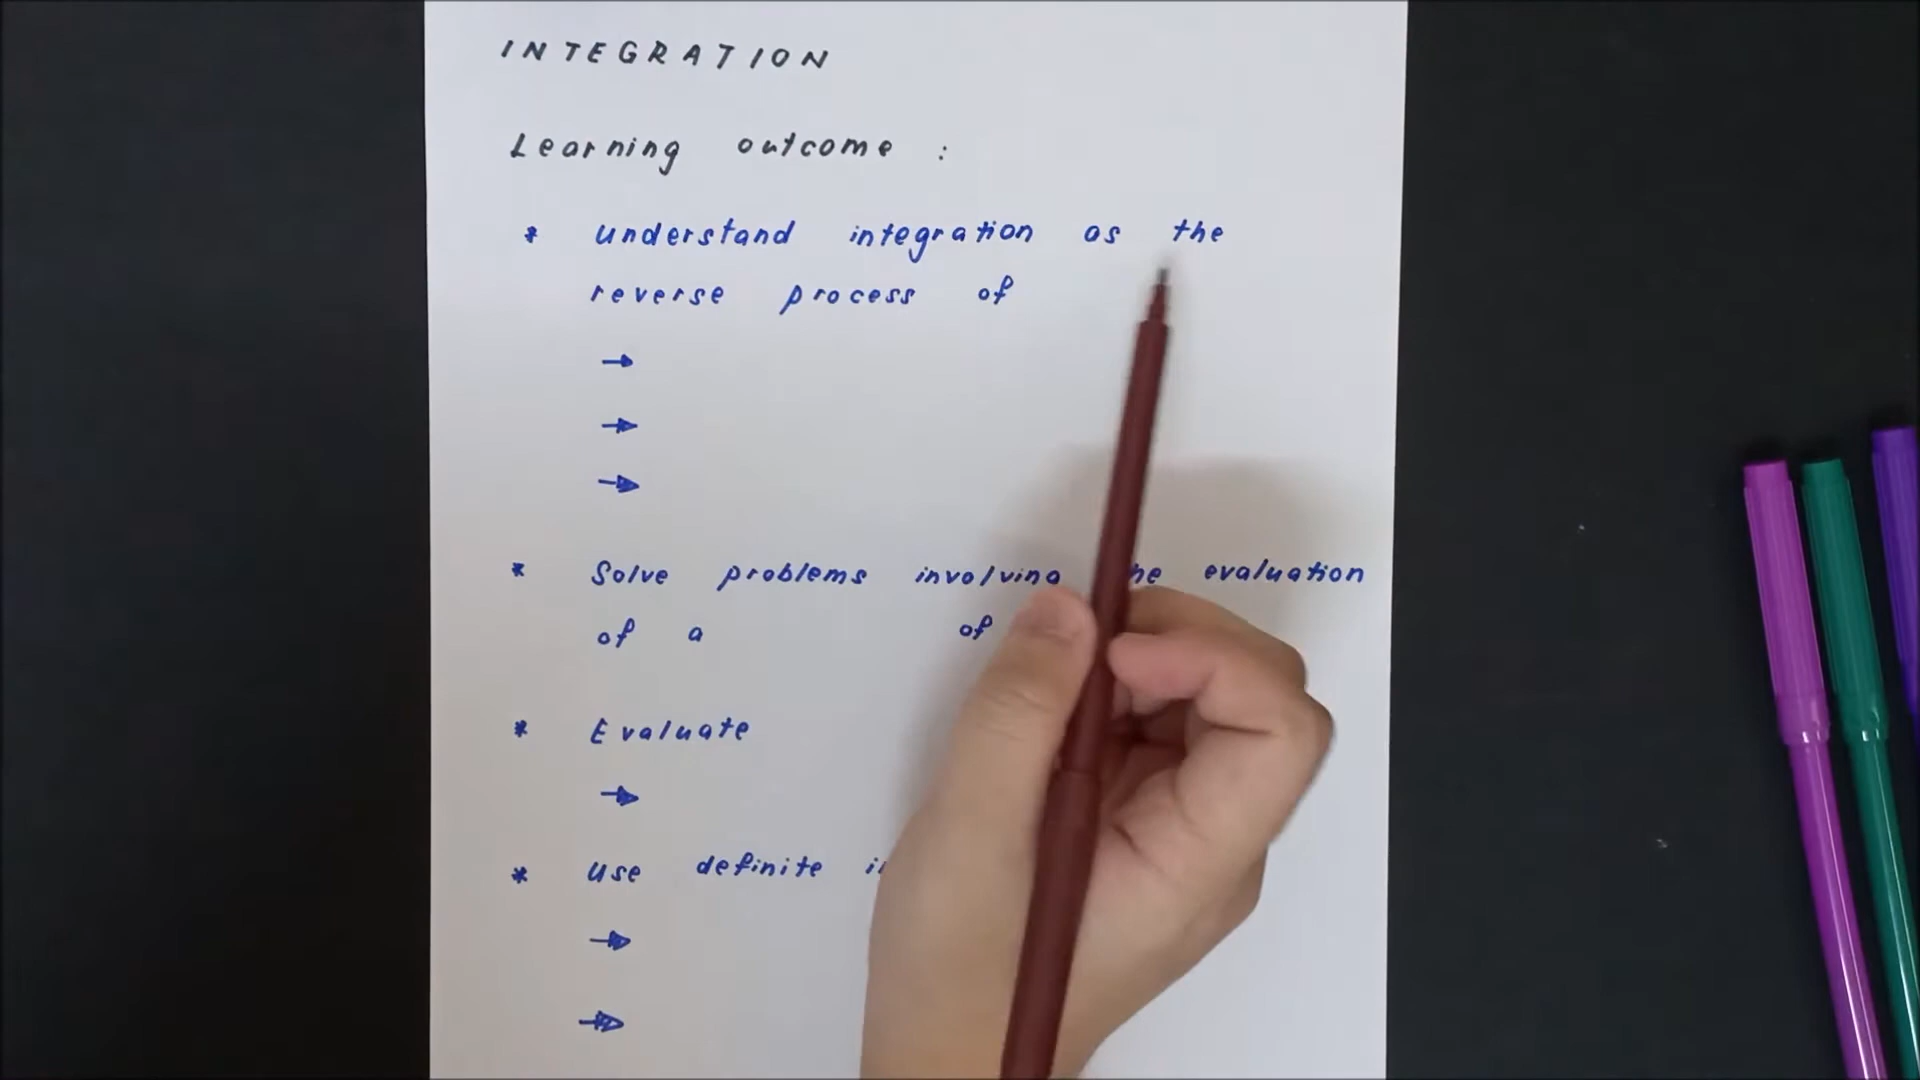 INTEGRATION
Learning outcome :
* understand integration as the
reverse process of
→
→
→
* Solve problems involving he evaluation
of a of
* Evaluate
→
* use definite
→
→